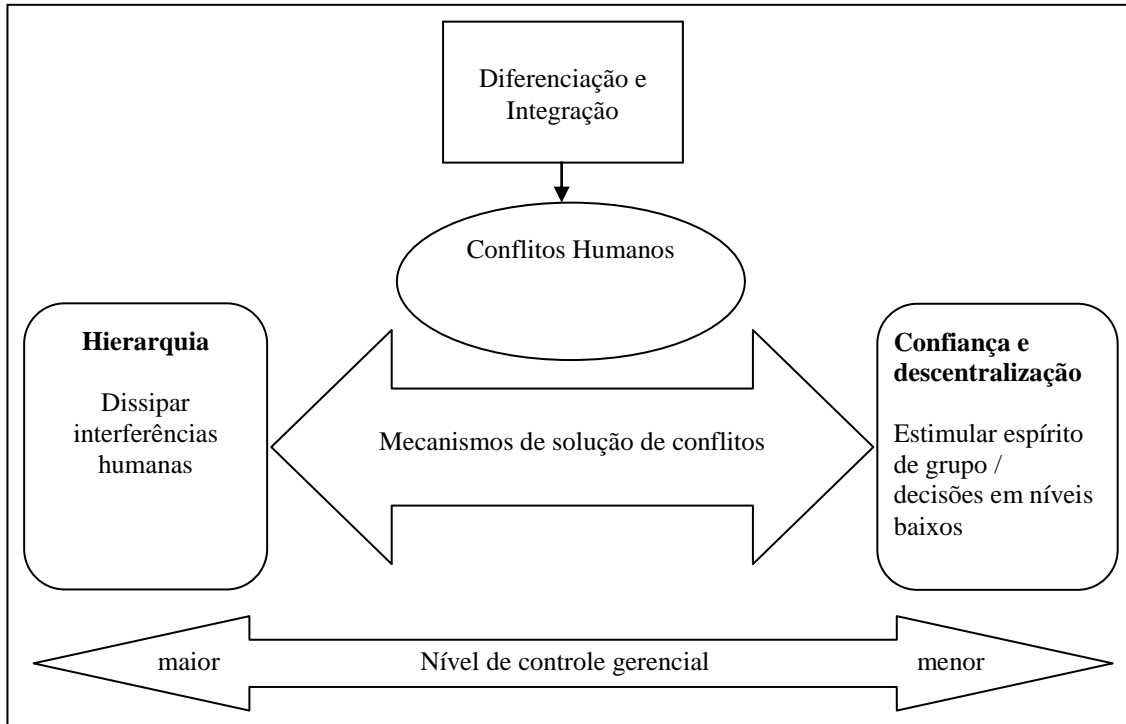 Diferenciação e
Integração
Conflitos Humanos
Hierarquia
Dissipar
interferências
humanas
Mecanismos de solução de conflitos
Confiança e
descentralização
Estimular espírito
de grupo /
decisões em níveis
baixos
maior
Nível de controle gerencial
menor